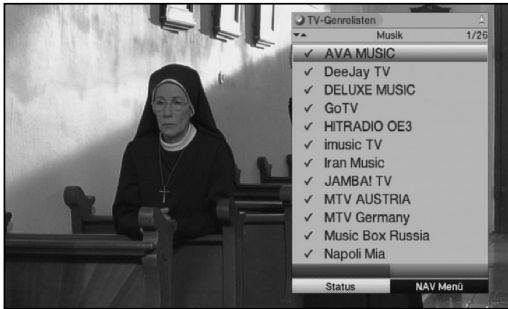 TV-Genrelisten
Musik 1/26
✓ AVA MUSIC
✓ DeeJay TV
✓ DELUXE MUSIC
✓ GoTV
✓ HITRADIO OE3
✓ imusic TV
✓ Iran Music
✓ JAMBA! TV
✓ MTV AUSTRIA
✓ MTV Germany
✓ Music Box Russia
✓ Napoli Mia
Status NAV Menü